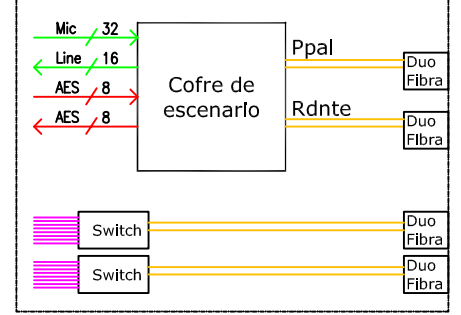 Mic 32
Line 16
AES 8
AES 8
Cofre de
escenario
Ppal
Rdnte
Duo
Fibra
Duo
Fibra
Switch
Duo
Fibra
Switch
Duo
Fibra